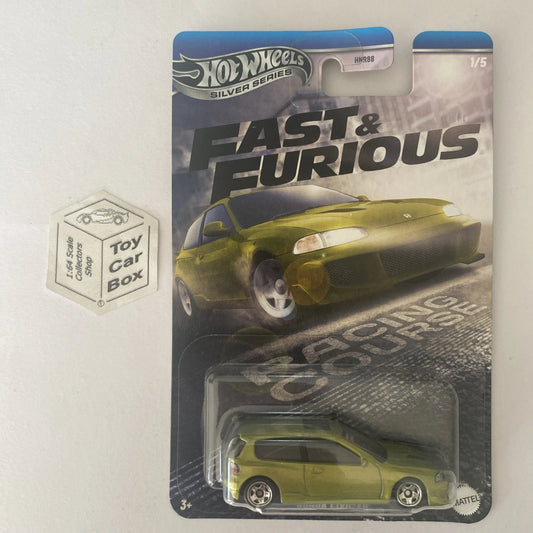 HOT WHEELS
SILVER SERIES
HNR88
1/5
FAST &
FURIOUS
Toy
Car
Box
1:64 Scale
Collectors
Shop
RACING
COURSE
3+
MATTEL